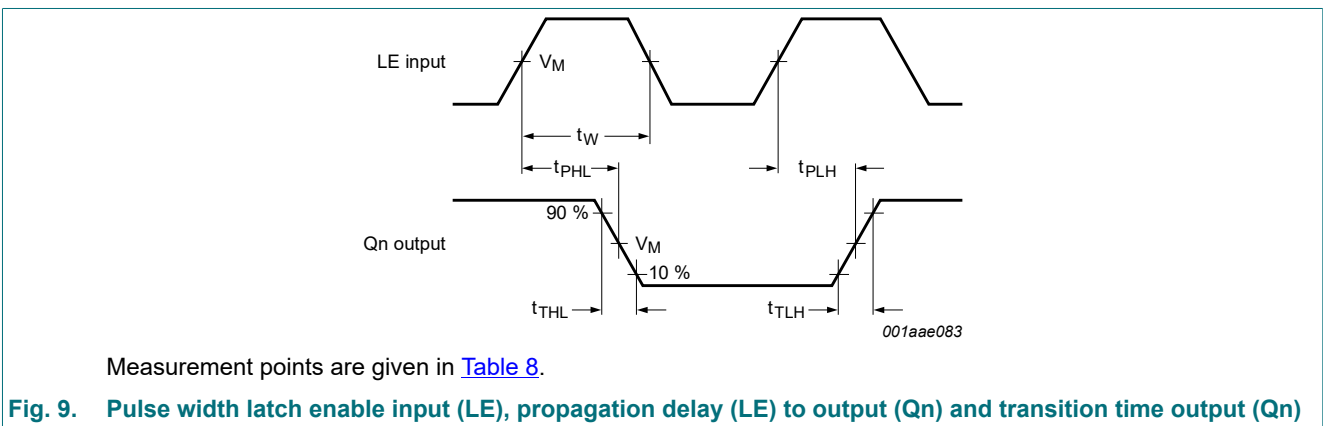 LE input
VM
tW
tPHL
tPLH
90 %
Qn output
VM
10 %
tTHL
tTLH
001aae083
Measurement points are given in Table 8.
Fig. 9. Pulse width latch enable input (LE), propagation delay (LE) to output (Qn) and transition time output (Qn)